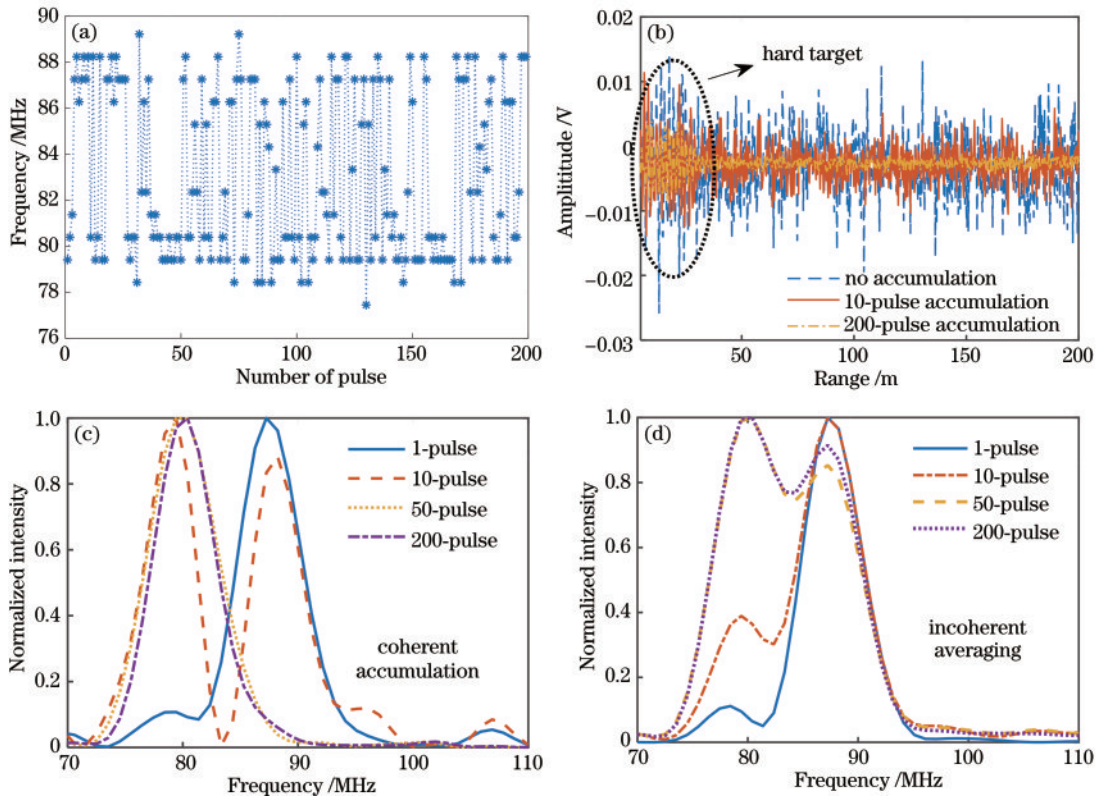 (a)
90
88
86
84
82
80
78
76
0
50
100
150
200
Frequency /MHz
Number of pulse
(b)
hard target
0.01
0
−0.01
−0.02
−0.03
50
100
150
200
Amplititude /V
Range /m
no accumulation
10-pulse accumulation
200-pulse accumulation
(c)
1.0
0.8
0.6
0.4
0.2
0
70
80
90
100
110
Normalized intensity
Frequency /MHz
1-pulse
10-pulse
50-pulse
200-pulse
coherent
accumulation
(d)
1.0
0.8
0.6
0.4
0.2
0
70
80
90
100
110
Normalized intensity
Frequency /MHz
1-pulse
10-pulse
50-pulse
200-pulse
incoherent
averaging